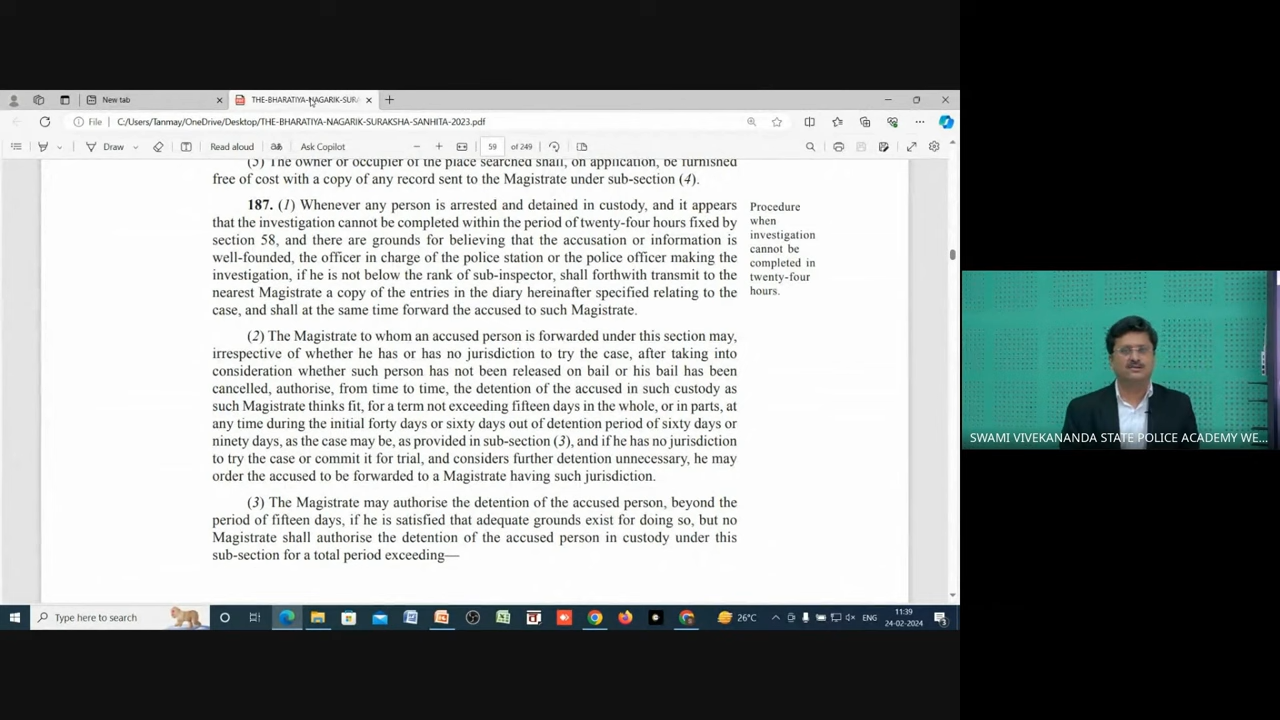 New tab
THE-BHARATIYA-NAGARIK-SURA
File
C:/Users/Tanmay/OneDrive/Desktop/THE-BHARATIYA-NAGARIK-SURAKSHA-SANHITA-2023.pdf
Draw
Read aloud
Ask Copilot
59 of 249
(5) The owner or occupier of the place searched shall, on application, be furnished
free of cost with a copy of any record sent to the Magistrate under sub-section (4).
187. (1) Whenever any person is arrested and detained in custody, and it appears
that the investigation cannot be completed within the period of twenty-four hours fixed by
section 58, and there are grounds for believing that the accusation or information is
well-founded, the officer in charge of the police station or the police officer making the
investigation, if he is not below the rank of sub-inspector, shall forthwith transmit to the
nearest Magistrate a copy of the entries in the diary hereinafter specified relating to the
case, and shall at the same time forward the accused to such Magistrate.
Procedure
when
investigation
cannot be
completed in
twenty-four
hours.
(2) The Magistrate to whom an accused person is forwarded under this section may,
irrespective of whether he has or has no jurisdiction to try the case, after taking into
consideration whether such person has not been released on bail or his bail has been
cancelled, authorise, from time to time, the detention of the accused in such custody as
such Magistrate thinks fit, for a term not exceeding fifteen days in the whole, or in parts, at
any time during the initial forty days or sixty days out of detention period of sixty days or
ninety days, as the case may be, as provided in sub-section (3), and if he has no jurisdiction
to try the case or commit it for trial, and considers further detention unnecessary, he may
order the accused to be forwarded to a Magistrate having such jurisdiction.
(3) The Magistrate may authorise the detention of the accused person, beyond the
period of fifteen days, if he is satisfied that adequate grounds exist for doing so, but no
Magistrate shall authorise the detention of the accused person in custody under this
sub-section for a total period exceeding—
SWAMI VIVEKANANDA STATE POLICE ACADEMY WE...
Type here to search
26°C
ENG
11:39
24-02-2024